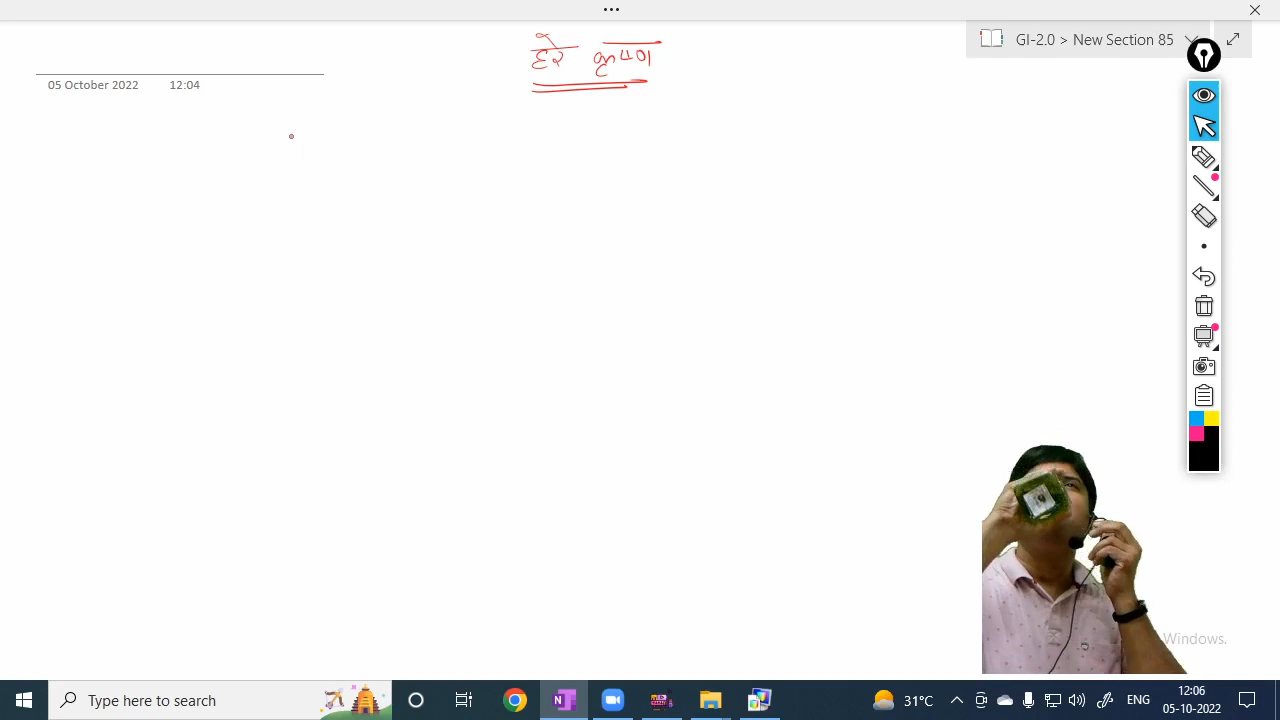 GI-2.0 > New Section 85
05 October 2022 12:04
Windows.
Type here to search
31°C
ENG
12:06
05-10-2022